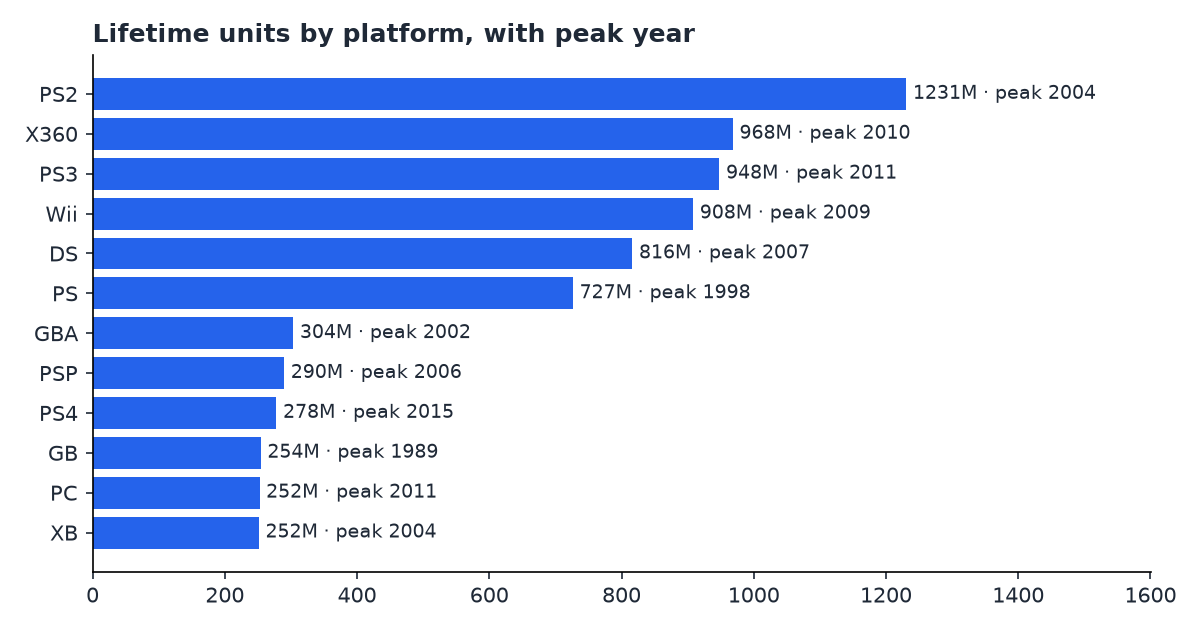 Lifetime units by platform, with peak year
PS2 1231M · peak 2004
X360 968M · peak 2010
PS3 948M · peak 2011
Wii 908M · peak 2009
DS 816M · peak 2007
PS 727M · peak 1998
GBA 304M · peak 2002
PSP 290M · peak 2006
PS4 278M · peak 2015
GB 254M · peak 1989
PC 252M · peak 2011
XB 252M · peak 2004
0 200 400 600 800 1000 1200 1400 1600